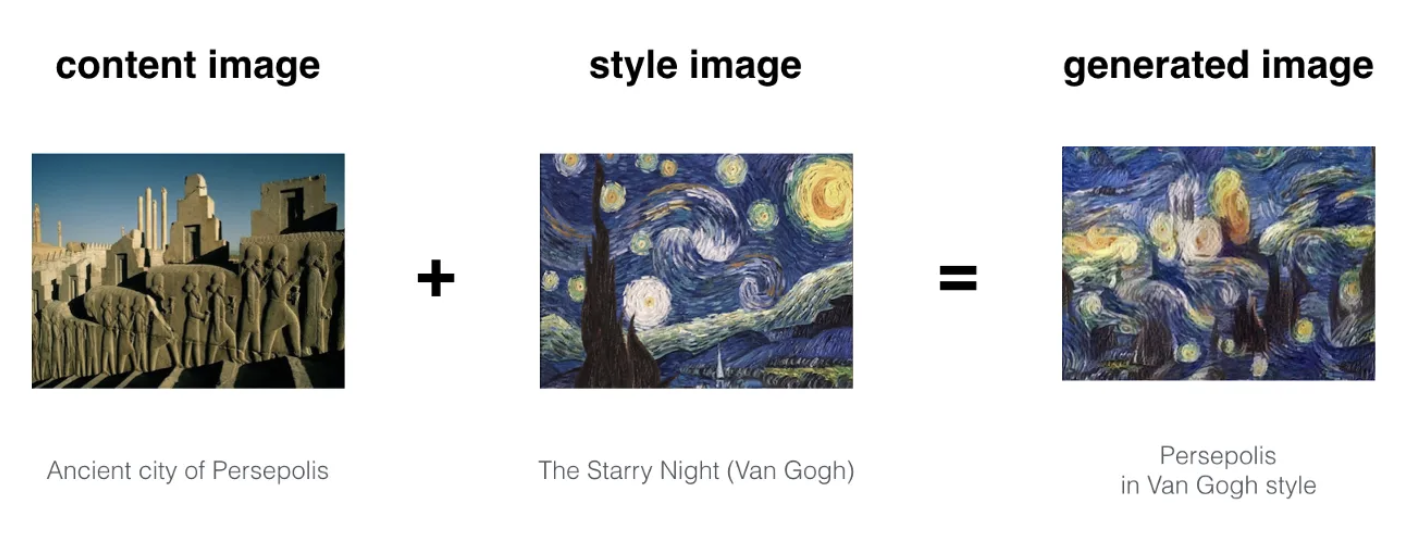 content image
style image
generated image
+
=
Ancient city of Persepolis
The Starry Night (Van Gogh)
Persepolis
in Van Gogh style